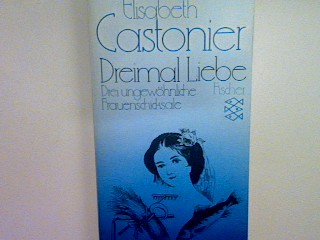 Elisabeth
Castonier
Dreimal Liebe
Drei ungewöhnliche Fischer
Frauenschicksale